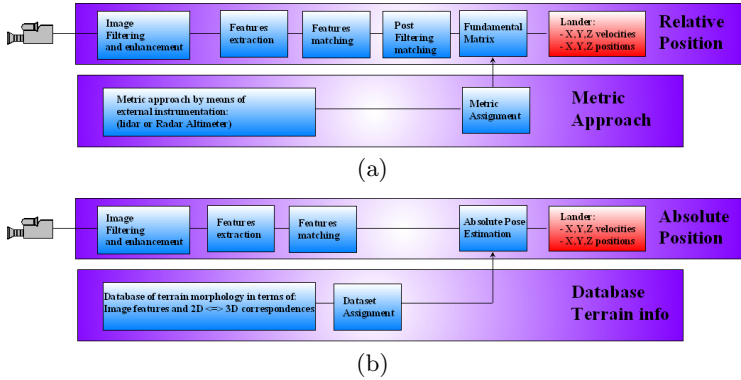 Image
Filtering
and enhancement
Features
extraction
Features
matching
Post
Filtering
matching
Fundamental
Matrix
Lander:
- X,Y,Z velocities
- X,Y,Z positions
Relative
Position
Metric approach by means of
external instrumentation:
(lidar or Radar Altimeter)
Metric
Assignment
Metric
Approach
(a)
Image
Filtering
and enhancement
Features
extraction
Features
matching
Absolute Pose
Estimation
Lander:
- X,Y,Z velocities
- X,Y,Z positions
Absolute
Position
Database of terrain morphology in terms of:
Image features and 2D <=> 3D correspondences
Dataset
Assignment
Database
Terrain info
(b)